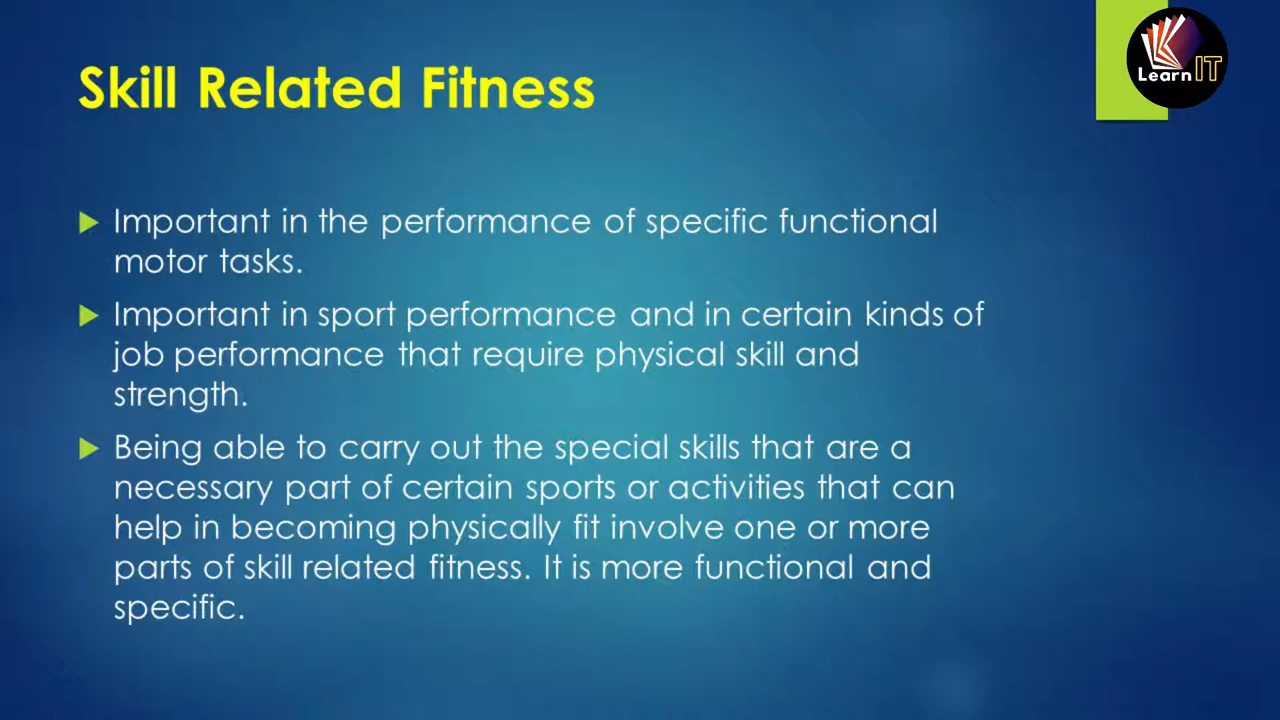 Skill Related Fitness
LearnIT
Important in the performance of specific functional
motor tasks.
Important in sport performance and in certain kinds of
job performance that require physical skill and
strength.
Being able to carry out the special skills that are a
necessary part of certain sports or activities that can
help in becoming physically fit involve one or more
parts of skill related fitness. It is more functional and
specific.